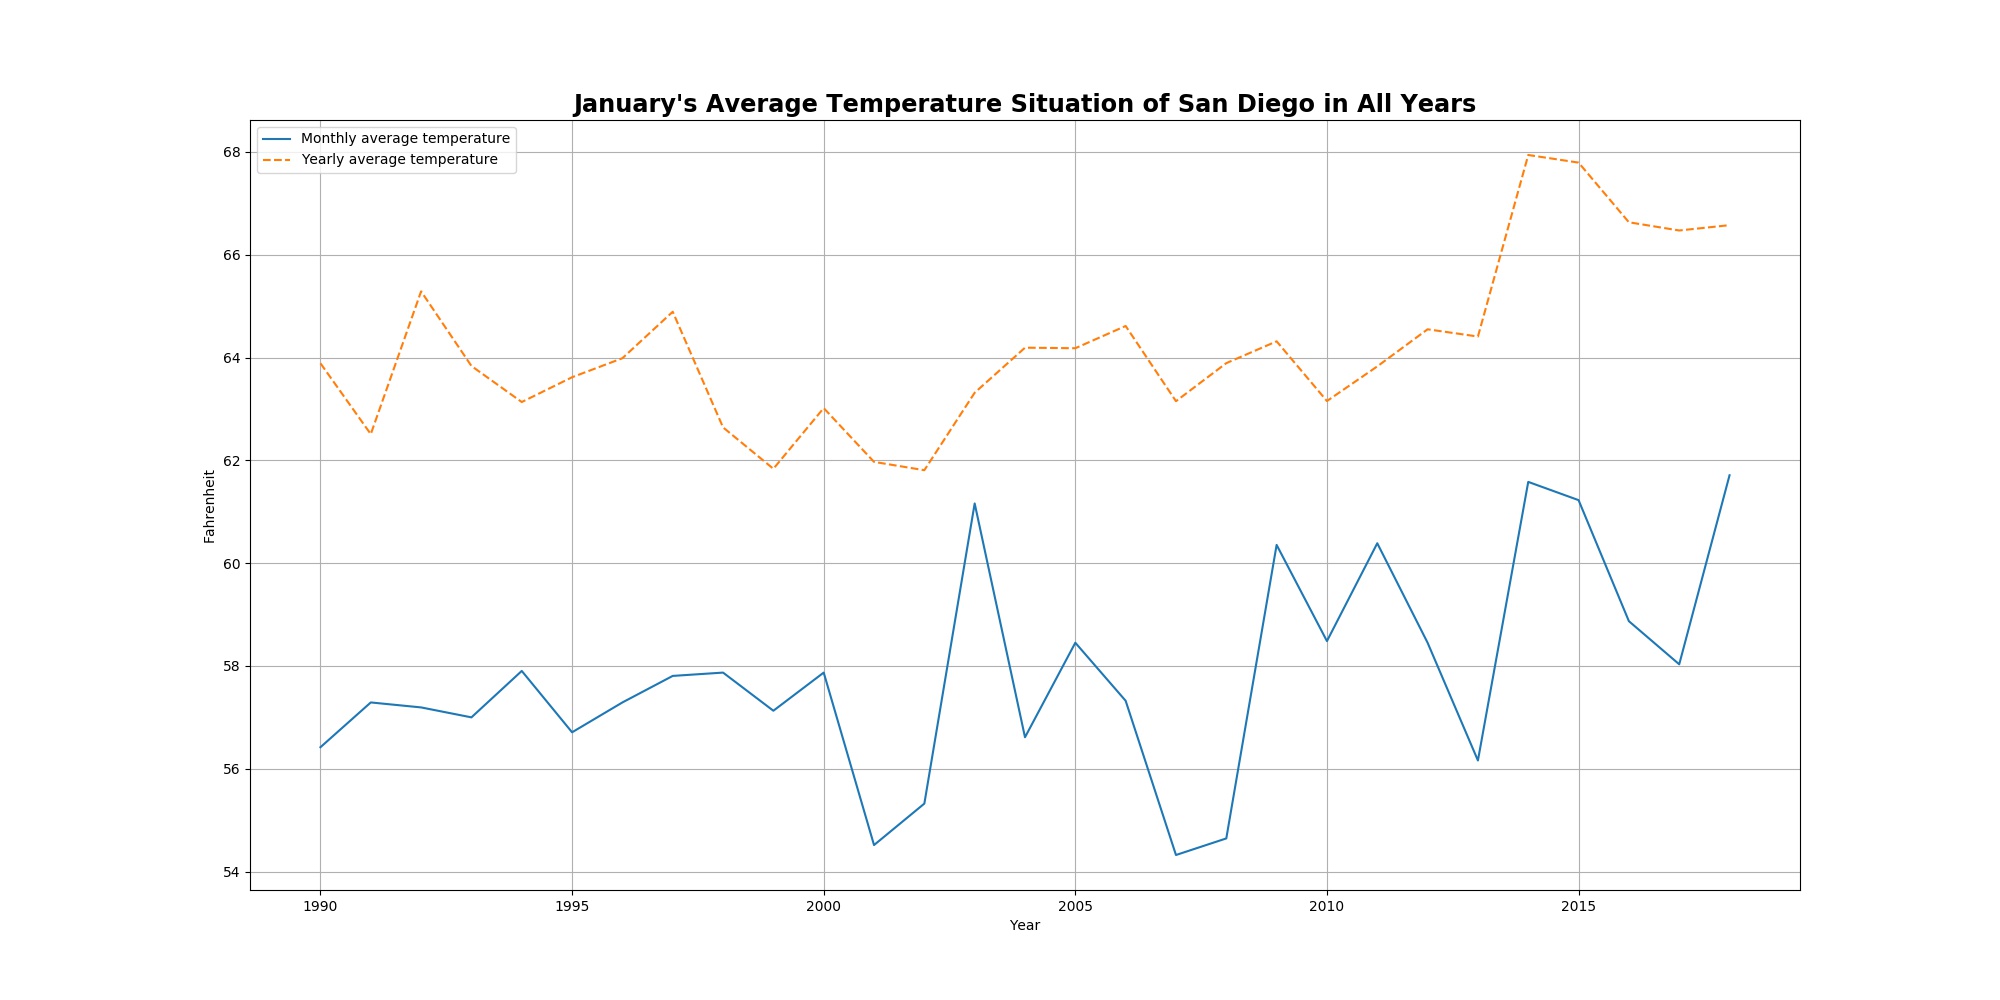 January's Average Temperature Situation of San Diego in All Years
Monthly average temperature
Yearly average temperature
68
66
64
62
60
58
56
54
Fahrenheit
1990 1995 2000 2005 2010 2015
Year